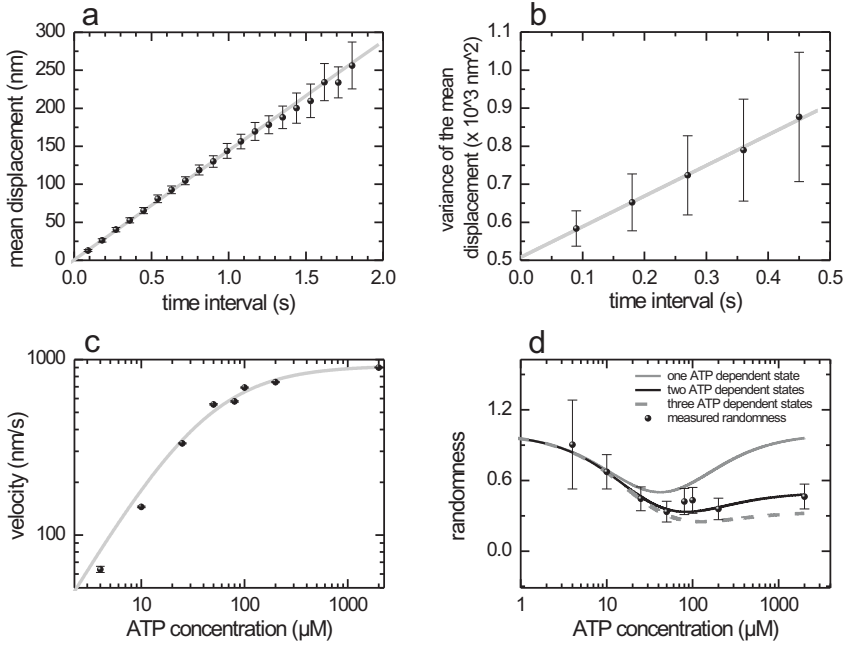 a
mean displacement (nm)
300
250
200
150
100
50
0
0.0
0.5
1.0
1.5
2.0
time interval (s)
b
variance of the mean
displacement (x 10^3 nm^2)
1.1
1.0
0.9
0.8
0.7
0.6
0.5
0.0
0.1
0.2
0.3
0.4
0.5
time interval (s)
c
velocity (nm/s)
1000
100
10
100
1000
ATP concentration (µM)
d
randomness
1.2
0.6
0.0
one ATP dependent state
two ATP dependent states
three ATP dependent states
measured randomness
1
10
100
1000
ATP concentration (µM)